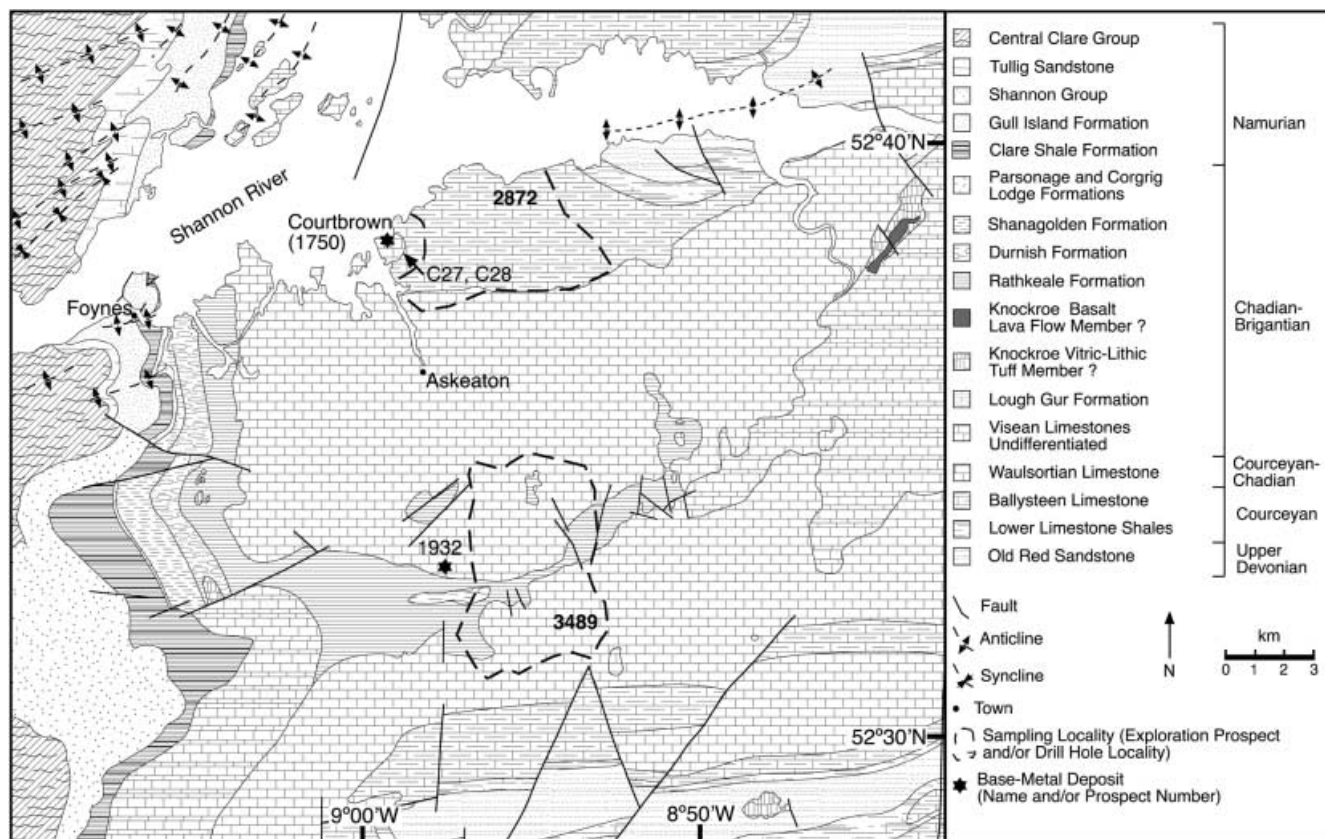 Shannon River
Courtbrown
(1750)
2872
C27, C28
Foynes
Askeaton
1932
3489
52°40'N
52°30'N
9°00'W
8°50'W
Central Clare Group
Tullig Sandstone
Shannon Group
Gull Island Formation
Clare Shale Formation
Namurian
Parsonage and Corgrig
Lodge Formations
Shanagolden Formation
Durnish Formation
Rathkeale Formation
Knockroe Basalt
Lava Flow Member ?
Knockroe Vitric-Lithic
Tuff Member ?
Lough Gur Formation
Visean Limestones
Undifferentiated
Chadian-
Brigantian
Waulsortian Limestone
Courceyan-
Chadian
Ballysteen Limestone
Lower Limestone Shales
Courceyan
Old Red Sandstone
Upper
Devonian
Fault
Anticline
Syncline
Town
Sampling Locality (Exploration Prospect
and/or Drill Hole Locality)
Base-Metal Deposit
(Name and/or Prospect Number)
N
km
0 1 2 3